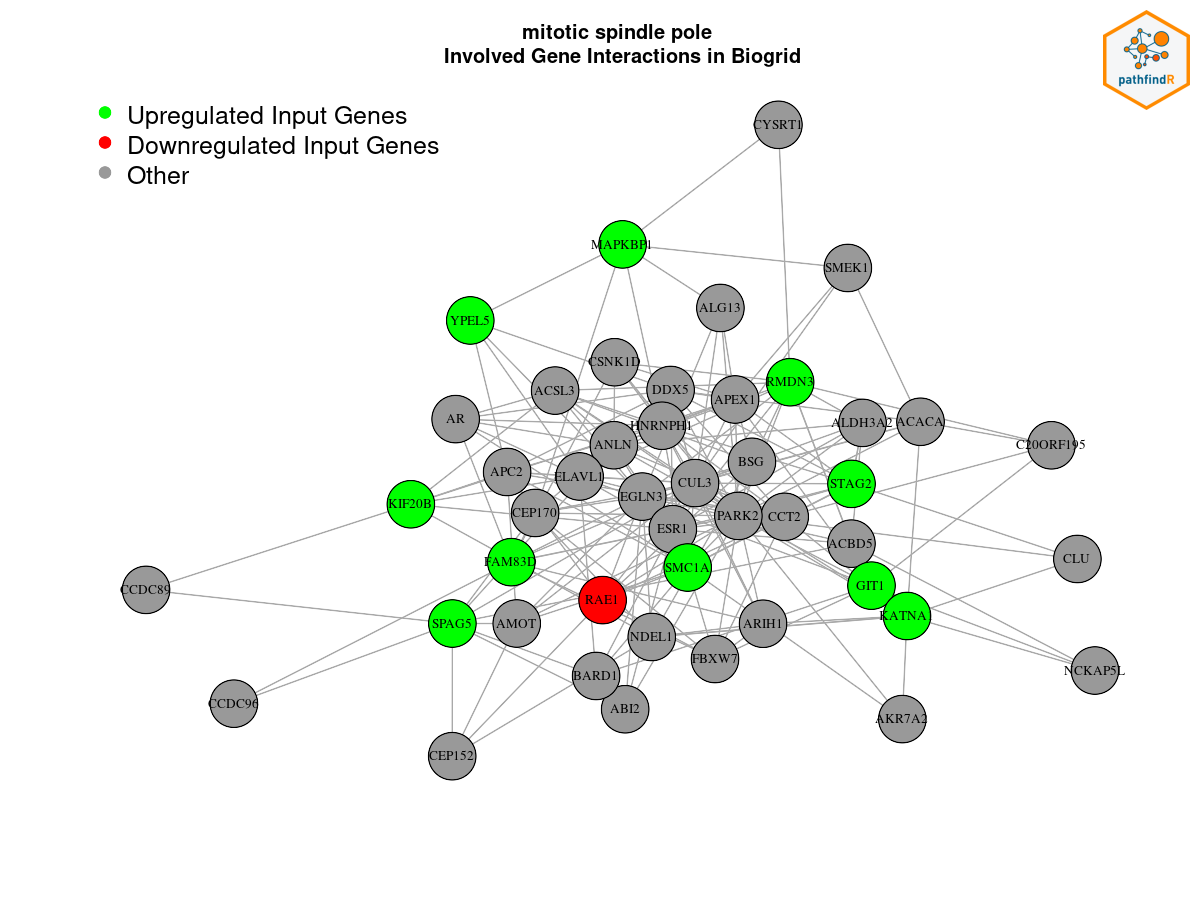 mitotic spindle pole
Involved Gene Interactions in Biogrid
pathfindR
Upregulated Input Genes
Downregulated Input Genes
Other
CYSRT1
MAPKBP1
SMEK1
ALG13
YPEL5
CSNK1D
RMDN3
ACSL3
DDX5
APEX1
AR
HNRNPH1
ALDH3A2
ACACA
ANLN
C20ORF195
BSG
APC2
ELAVL1
CUL3
STAG2
EGLN3
KIF20B
CEP170
PARK2
CCT2
ESR1
ACBD5
CLU
FAM83D
SMC1A
GIT1
CCDC89
RAE1
KATNA
SPAG5
AMOT
ARIH1
NDEL1
FBXW7
NCKAP5L
BARD1
CCDC96
ABI2
AKR7A2
CEP152